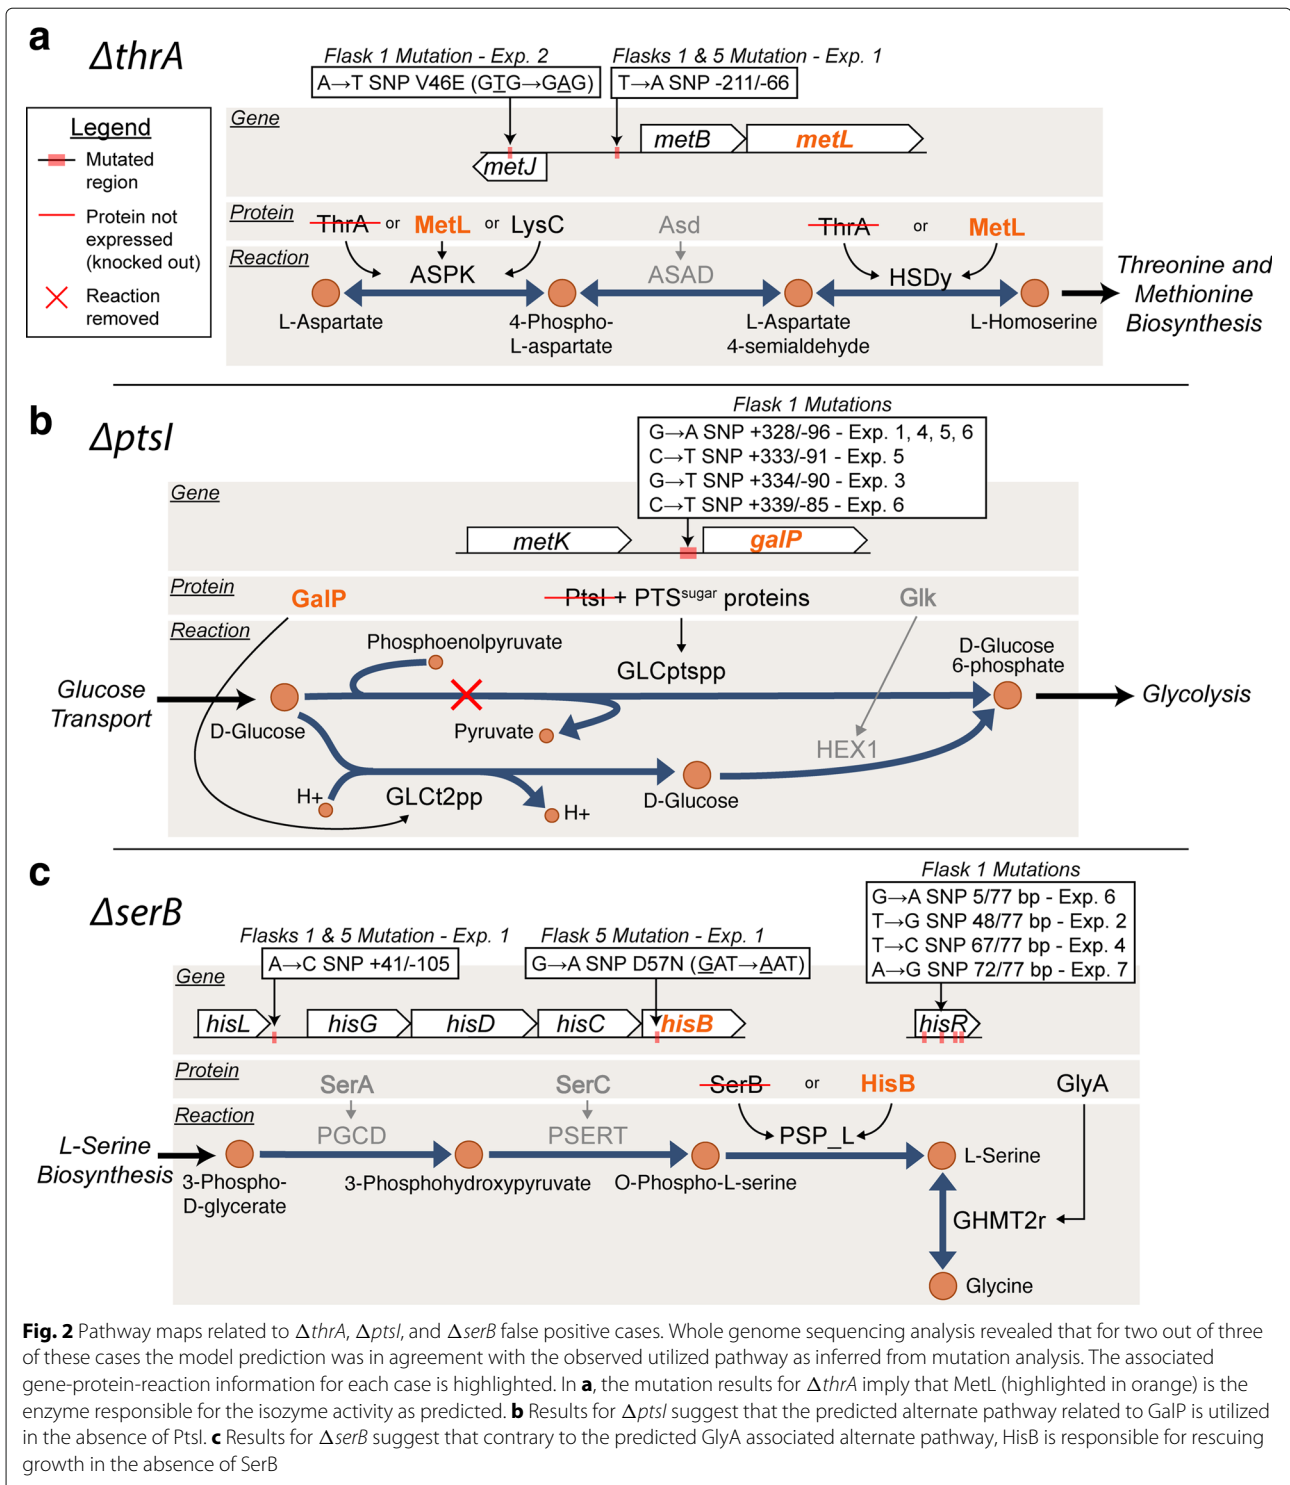 a
ΔthrA
Flask 1 Mutation - Exp. 2
A→T SNP V46E (GTG→GAG)
Flasks 1 & 5 Mutation - Exp. 1
T→A SNP -211/-66
Legend
Mutated
region
Protein not
expressed
(knocked out)
Reaction
removed
Gene
metB
metL
metJ
Protein
ThrA or MetL or LysC
Asd
ThrA or MetL
Reaction
ASPK
ASAD
HSDy
L-Aspartate
4-Phospho-
L-aspartate
L-Aspartate
4-semialdehyde
L-Homoserine
Threonine and
Methionine
Biosynthesis
b
ΔptsI
Flask 1 Mutations
G→A SNP +328/-96 - Exp. 1, 4, 5, 6
C→T SNP +333/-91 - Exp. 5
G→T SNP +334/-90 - Exp. 3
C→T SNP +339/-85 - Exp. 6
Gene
metK
galP
Protein
GalP
PtsI + PTSsugar proteins
Glk
Reaction
Phosphoenolpyruvate
GLCptspp
D-Glucose
6-phosphate
Glucose
Transport
D-Glucose
Pyruvate
HEX1
Glycolysis
H+
GLCt2pp
H+
D-Glucose
c
ΔserB
Flask 1 Mutations
G→A SNP 5/77 bp - Exp. 6
T→G SNP 48/77 bp - Exp. 2
T→C SNP 67/77 bp - Exp. 4
A→G SNP 72/77 bp - Exp. 7
Flasks 1 & 5 Mutation - Exp. 1
A→C SNP +41/-105
Flask 5 Mutation - Exp. 1
G→A SNP D57N (GAT→AAT)
Gene
hisL
hisG
hisD
hisC
hisB
hisR
Protein
SerA
SerC
SerB or HisB
GlyA
Reaction
PGCD
PSERT
PSP_L
L-Serine
Biosynthesis
3-Phospho-
D-glycerate
3-Phosphohydroxypyruvate
O-Phospho-L-serine
L-Serine
GHMT2r
Glycine
Fig. 2 Pathway maps related to ΔthrA, ΔptsI, and ΔserB false positive cases. Whole genome sequencing analysis revealed that for two out of three
of these cases the model prediction was in agreement with the observed utilized pathway as inferred from mutation analysis. The associated
gene-protein-reaction information for each case is highlighted. In a, the mutation results for ΔthrA imply that MetL (highlighted in orange) is the
enzyme responsible for the isozyme activity as predicted. b Results for ΔptsI suggest that the predicted alternate pathway related to GalP is utilized
in the absence of PtsI. c Results for ΔserB suggest that contrary to the predicted GlyA associated alternate pathway, HisB is responsible for rescuing
growth in the absence of SerB